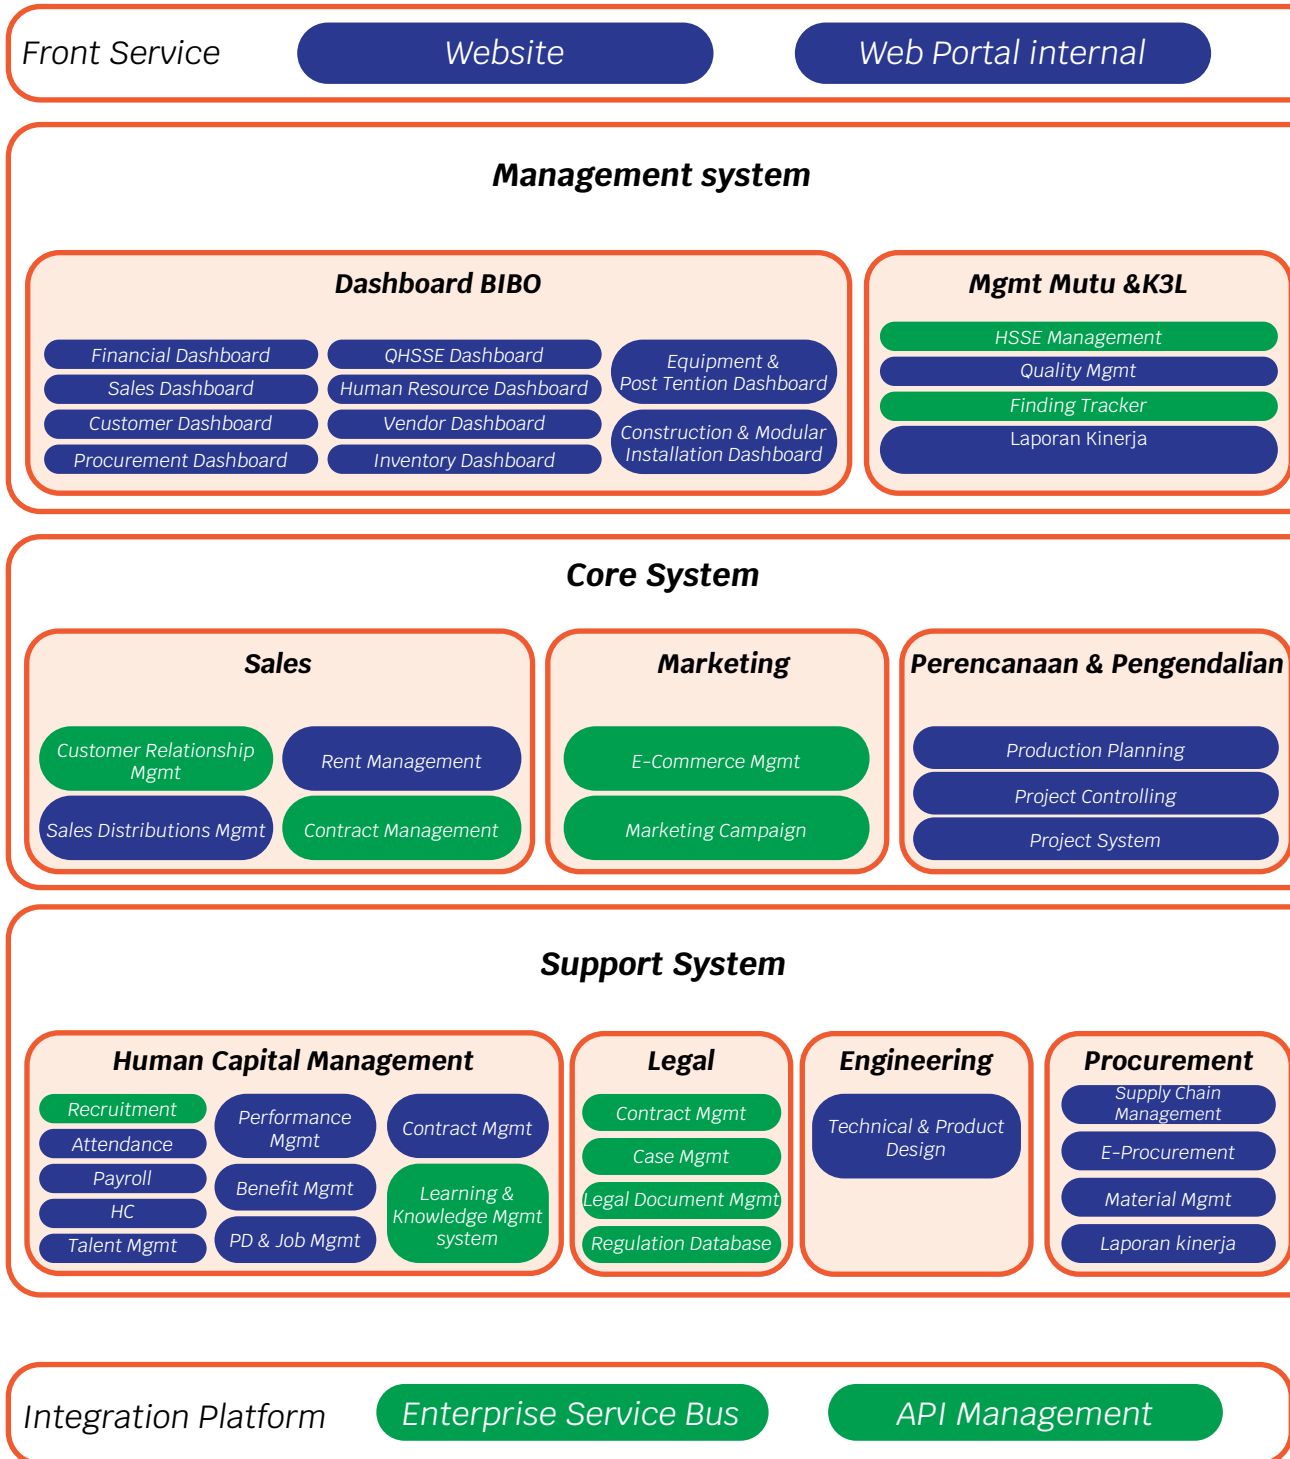 Front Service
Website
Web Portal internal
Management system
Dashboard BIBO
Financial Dashboard
Sales Dashboard
Customer Dashboard
Procurement Dashboard
QHSSE Dashboard
Human Resource Dashboard
Vendor Dashboard
Inventory Dashboard
Equipment &
Post Tention Dashboard
Construction & Modular
Installation Dashboard
Mgmt Mutu &K3L
HSSE Management
Quality Mgmt
Finding Tracker
Laporan Kinerja
Core System
Sales
Customer Relationship
Mgmt
Rent Management
Sales Distributions Mgmt
Contract Management
Marketing
E-Commerce Mgmt
Marketing Campaign
Perencanaan & Pengendalian
Production Planning
Project Controlling
Project System
Support System
Human Capital Management
Recruitment
Attendance
Payroll
HC
Talent Mgmt
Performance
Mgmt
Benefit Mgmt
PD & Job Mgmt
Contract Mgmt
Learning &
Knowledge Mgmt
system
Legal
Contract Mgmt
Case Mgmt
Legal Document Mgmt
Regulation Database
Engineering
Technical & Product
Design
Procurement
Supply Chain
Management
E-Procurement
Material Mgmt
Laporan kinerja
Integration Platform
Enterprise Service Bus
API Management